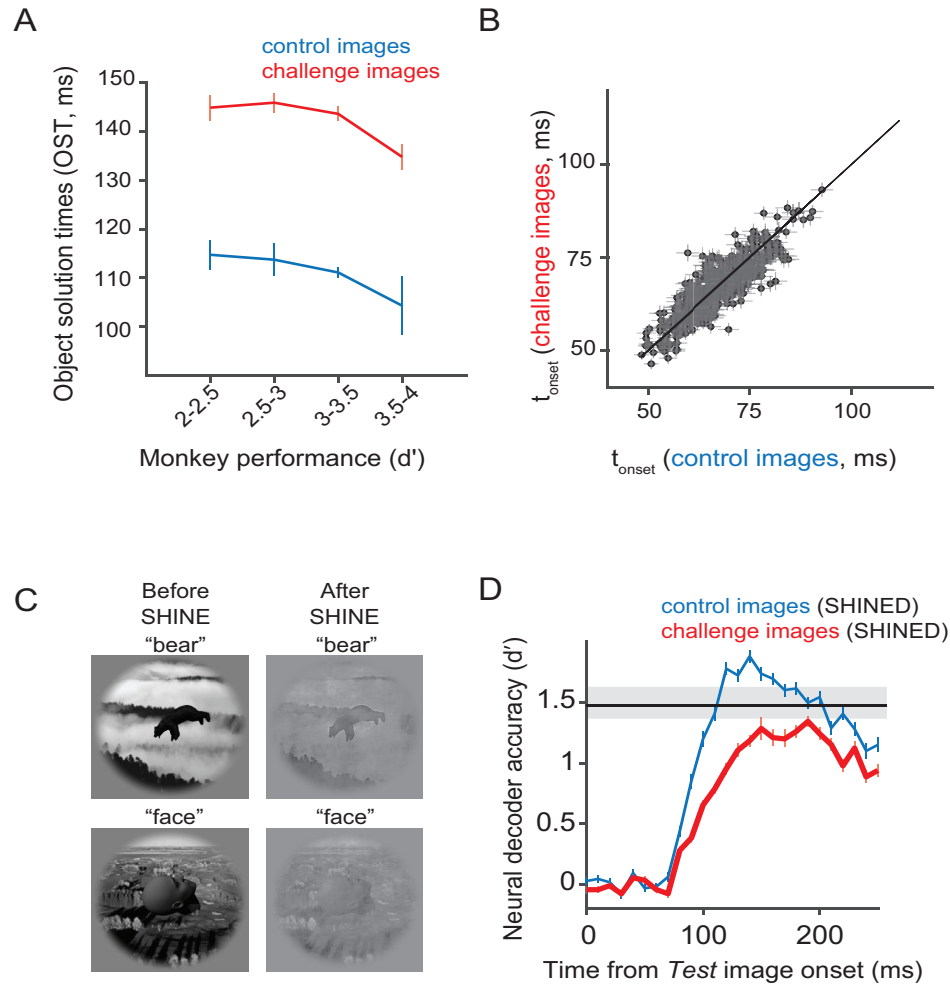 A
control images
challenge images
Object solution times (OST, ms)
150
140
130
120
110
100
2-2.5
2.5-3
3-3.5
3.5-4
Monkey performance (d')
B
tonset (challenge images, ms)
100
75
50
50
75
100
tonset (control images, ms)
C
Before
SHINE
“bear”
After
SHINE
“bear”
“face”
“face”
D
control images (SHINED)
challenge images (SHINED)
Neural decoder accuracy (d′)
1.5
1
0.5
0
0
100
200
Time from Test image onset (ms)